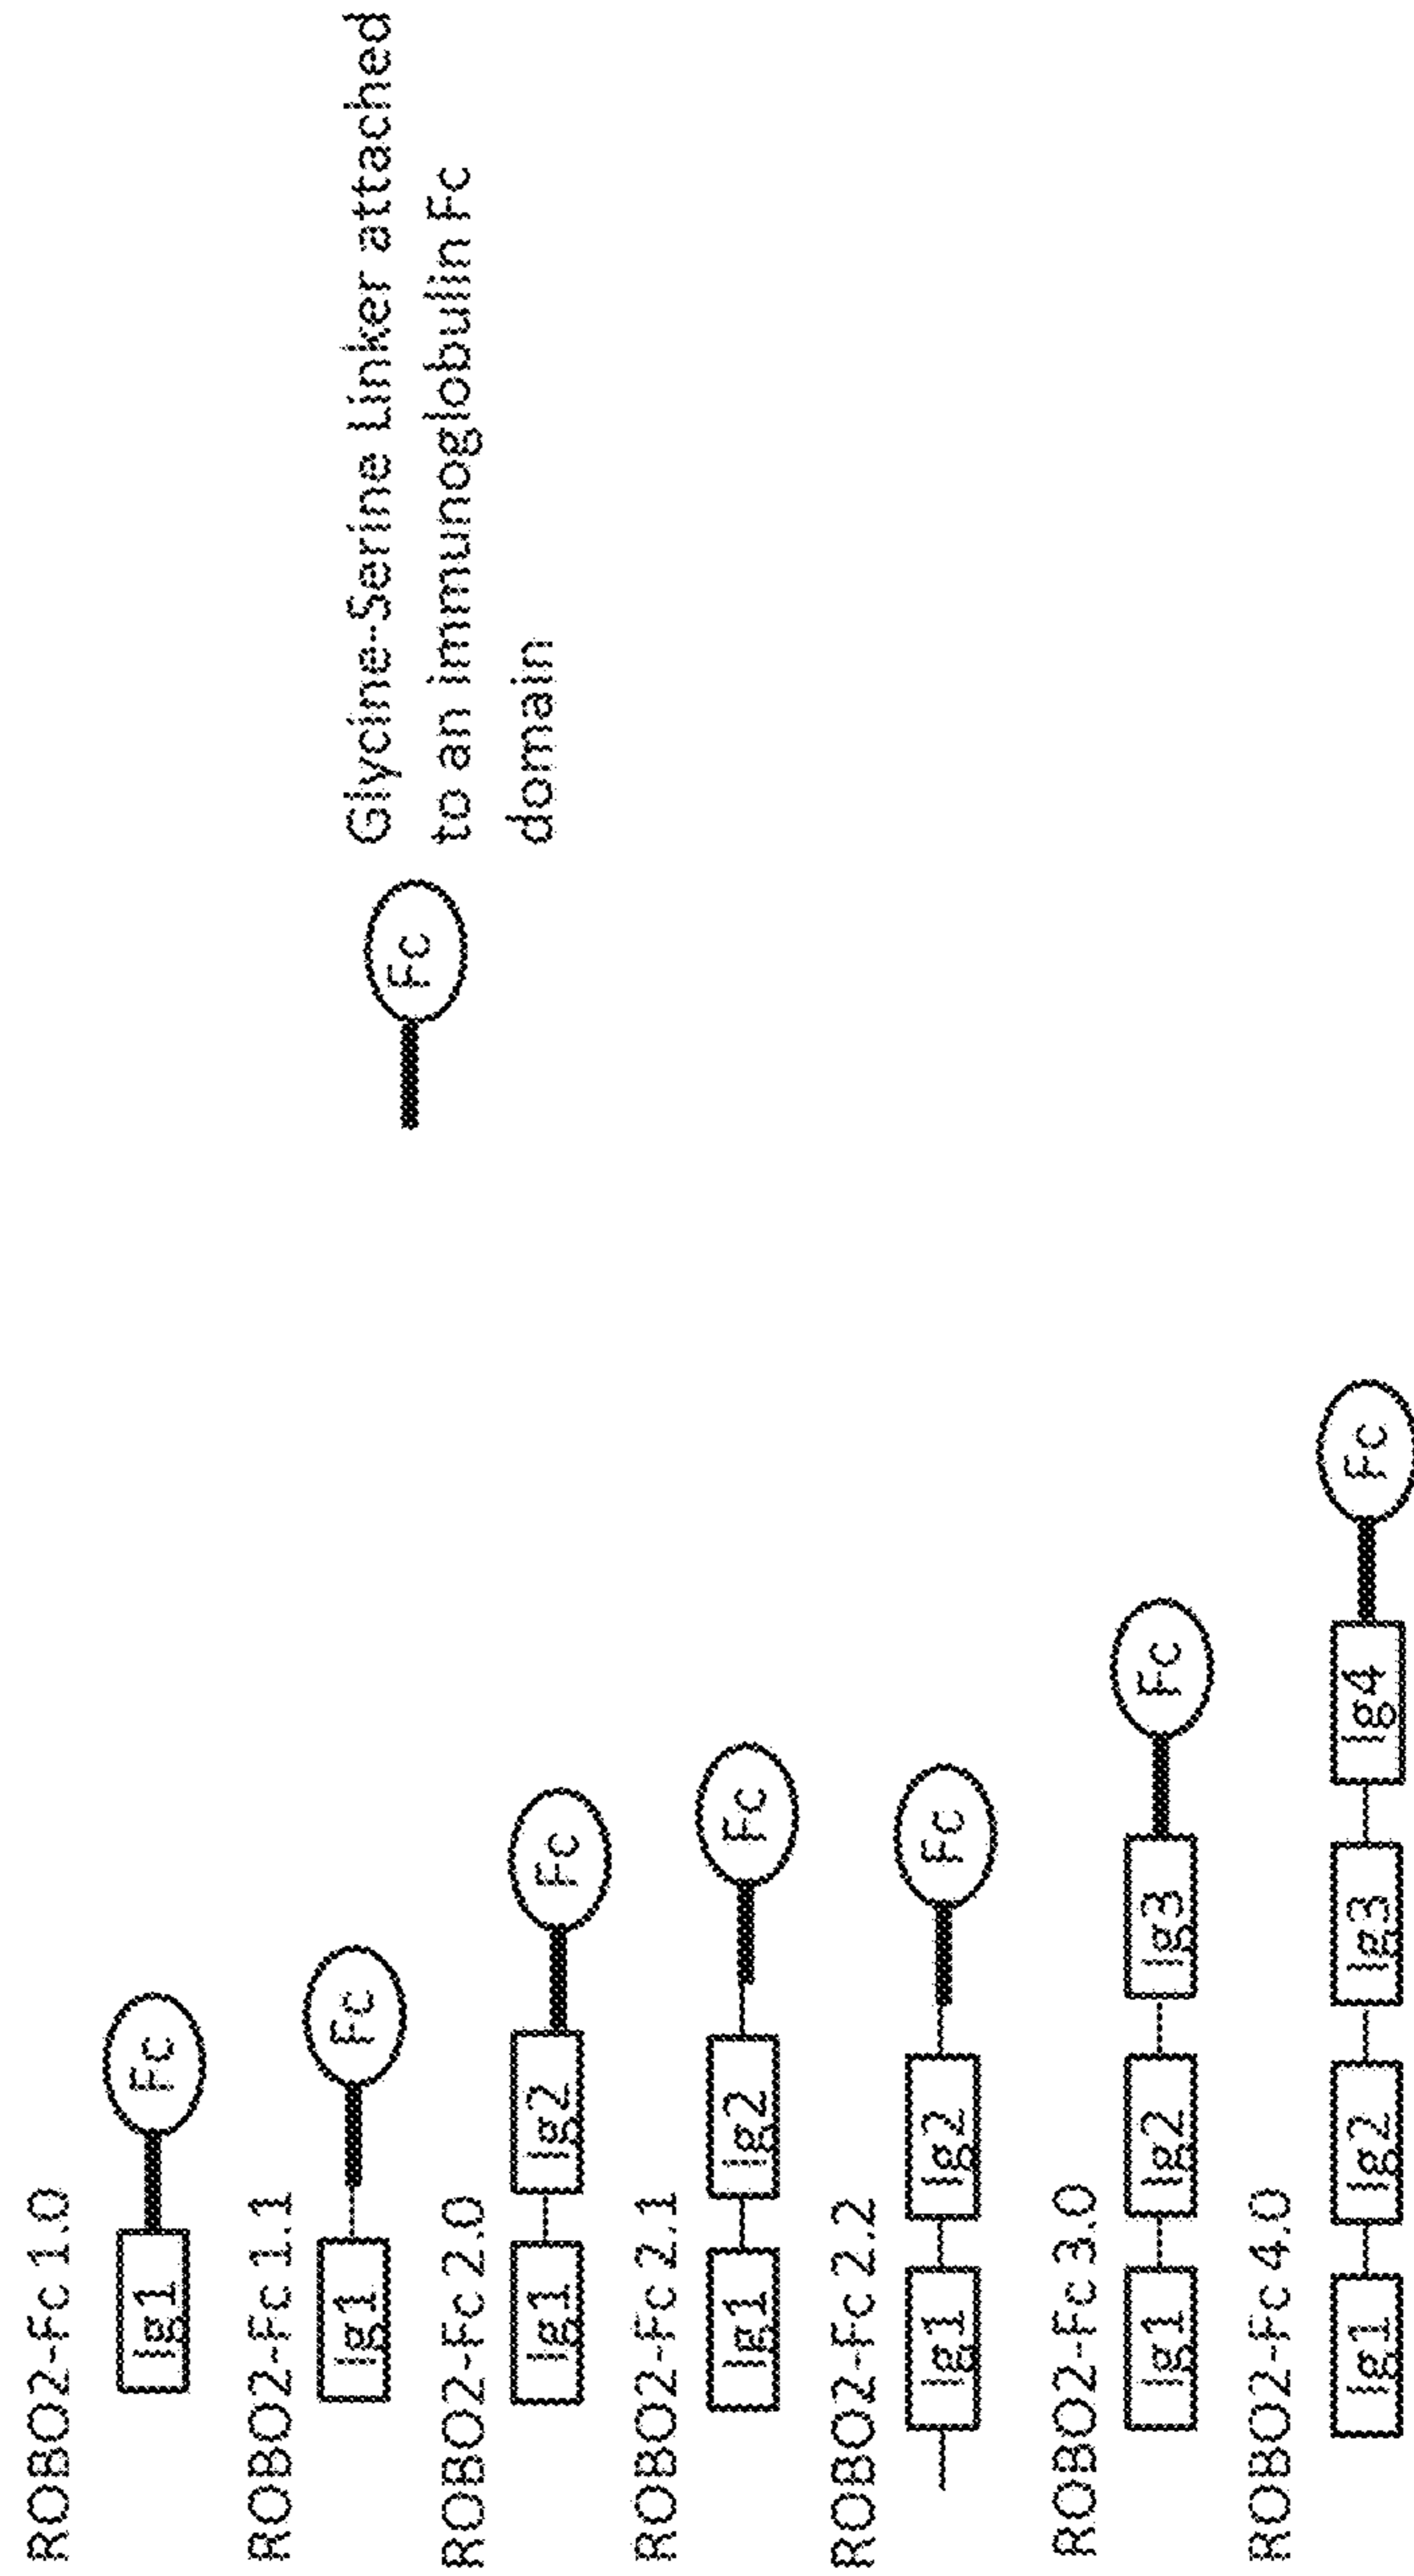 ROBO2-Fc 1.0
Ig1 Fc
ROBO2-Fc 1.1
Ig1 Fc
ROBO2-Fc 2.0
Ig1 Ig2 Fc
ROBO2-Fc 2.1
Ig1 Ig2 Fc
ROBO2-Fc 2.2
Ig1 Ig2 Fc
ROBO2-Fc 3.0
Ig1 Ig2 Ig3 Fc
ROBO2-Fc 4.0
Ig1 Ig2 Ig3 Ig4 Fc
Fc
Glycine-Serine Linker attached
to an immunoglobulin Fc
domain